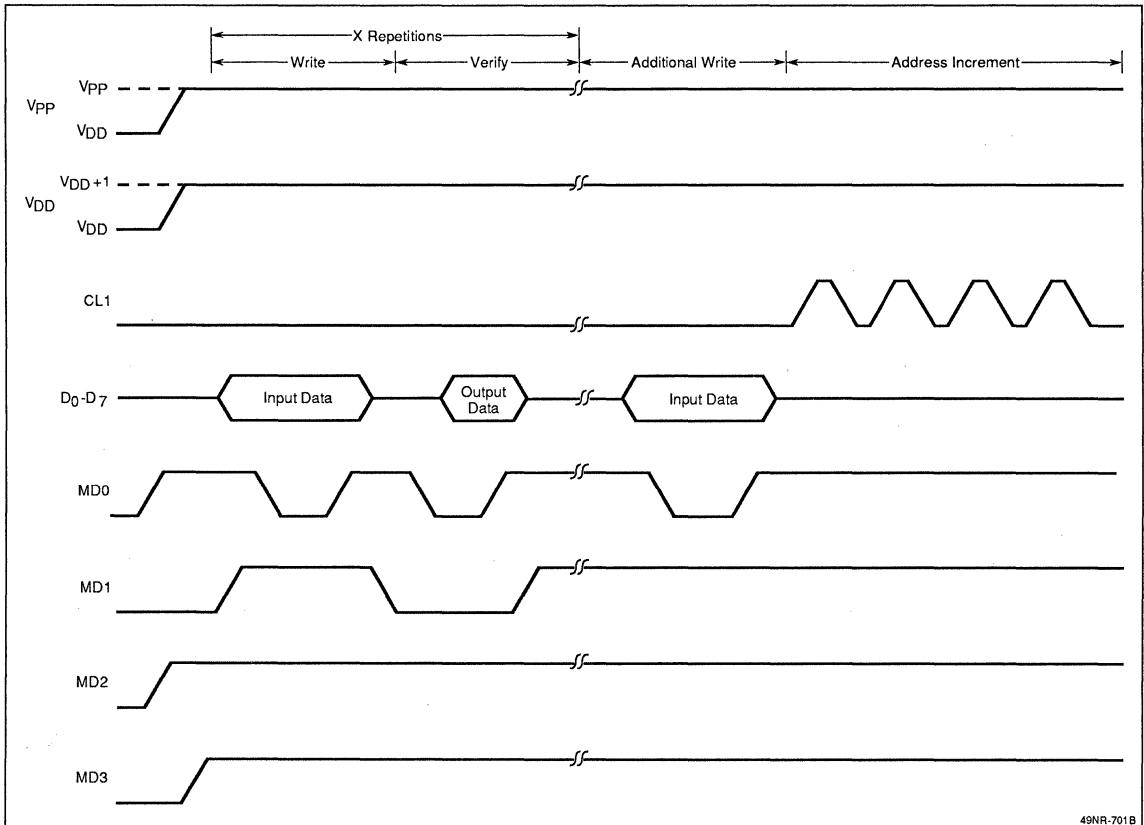 X Repetitions
Write Verify Additional Write Address Increment
VPP
VPP
VDD
VDD+1
VDD
VDD
CL1
D0-D7
Input Data
Output
Data
Input Data
MD0
MD1
MD2
MD3
49NR-701B